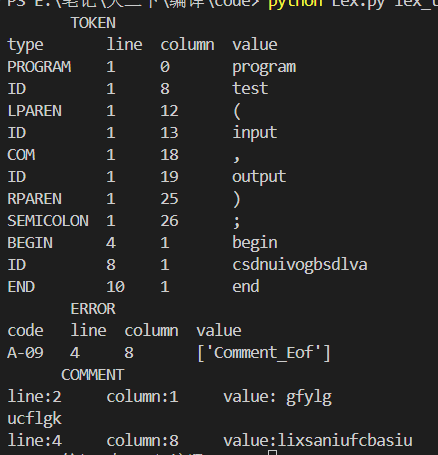 PS E:\笔记\大二下\编译\code> python Lex.py lex_t
TOKEN
type line column value
PROGRAM 1 0 program
ID 1 8 test
LPAREN 1 12 (
ID 1 13 input
COM 1 18 ,
ID 1 19 output
RPAREN 1 25 )
SEMICOLON 1 26 ;
BEGIN 4 1 begin
ID 8 1 csdnuivogbsdlva
END 10 1 end
ERROR
code line column value
A-09 4 8 ['Comment_Eof']
COMMENT
line:2 column:1 value: gfylg
ucflgk
line:4 column:8 value:lixsaniufcbasiu